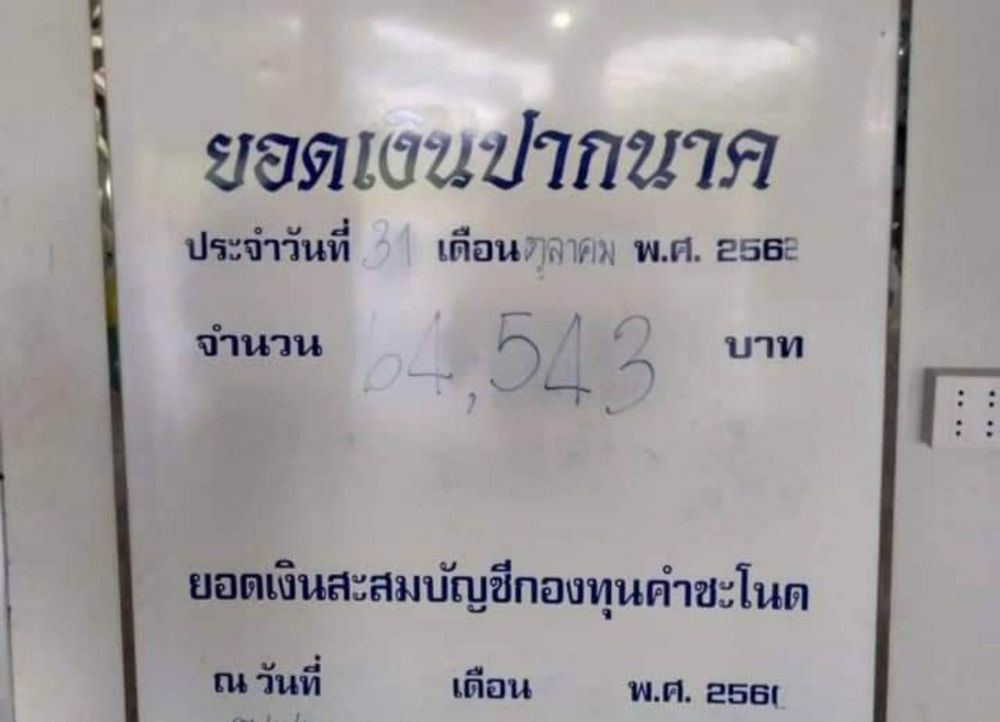 ยอดเงินปากนาค
ประจำวันที่ 31 เดือนตุลาคม พ.ศ. 2562
จำนวน 64,543 บาท
ยอดเงินสะสมบัญชีกองทุนคำชะโนด
ณ วันที่ เดือน พ.ศ. 256